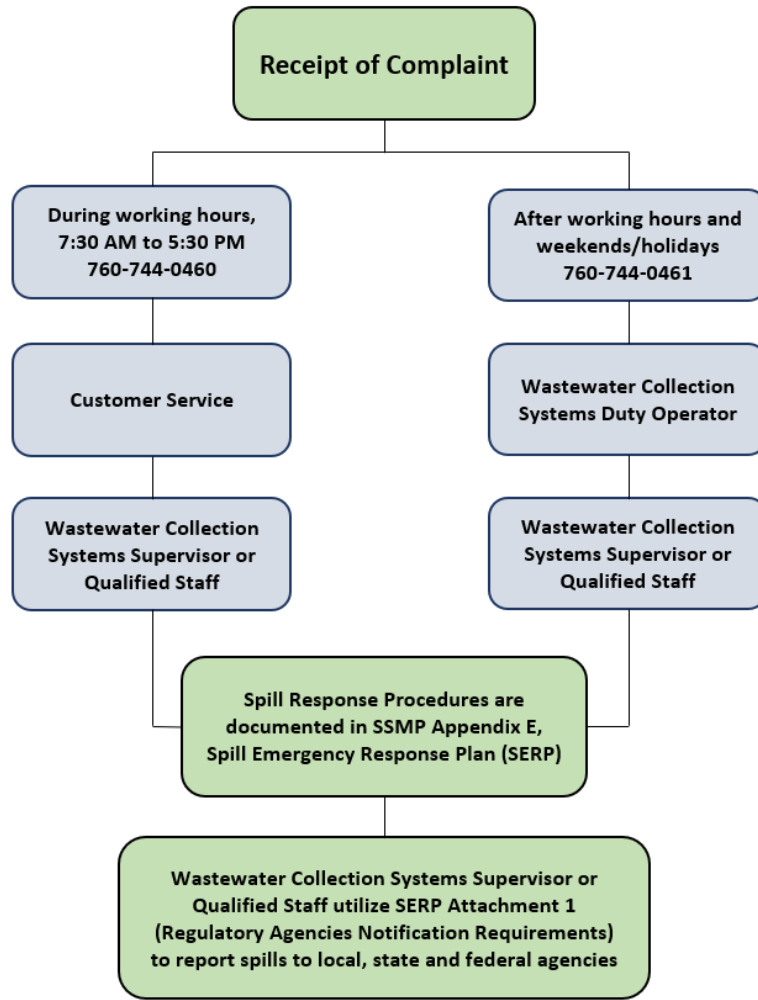 Receipt of Complaint
During working hours,
7:30 AM to 5:30 PM
760-744-0460
After working hours and
weekends/holidays
760-744-0461
Customer Service
Wastewater Collection
Systems Duty Operator
Wastewater Collection
Systems Supervisor or
Qualified Staff
Wastewater Collection
Systems Supervisor or
Qualified Staff
Spill Response Procedures are
documented in SSMP Appendix E,
Spill Emergency Response Plan (SERP)
Wastewater Collection Systems Supervisor or
Qualified Staff utilize SERP Attachment 1
(Regulatory Agencies Notification Requirements)
to report spills to local, state and federal agencies